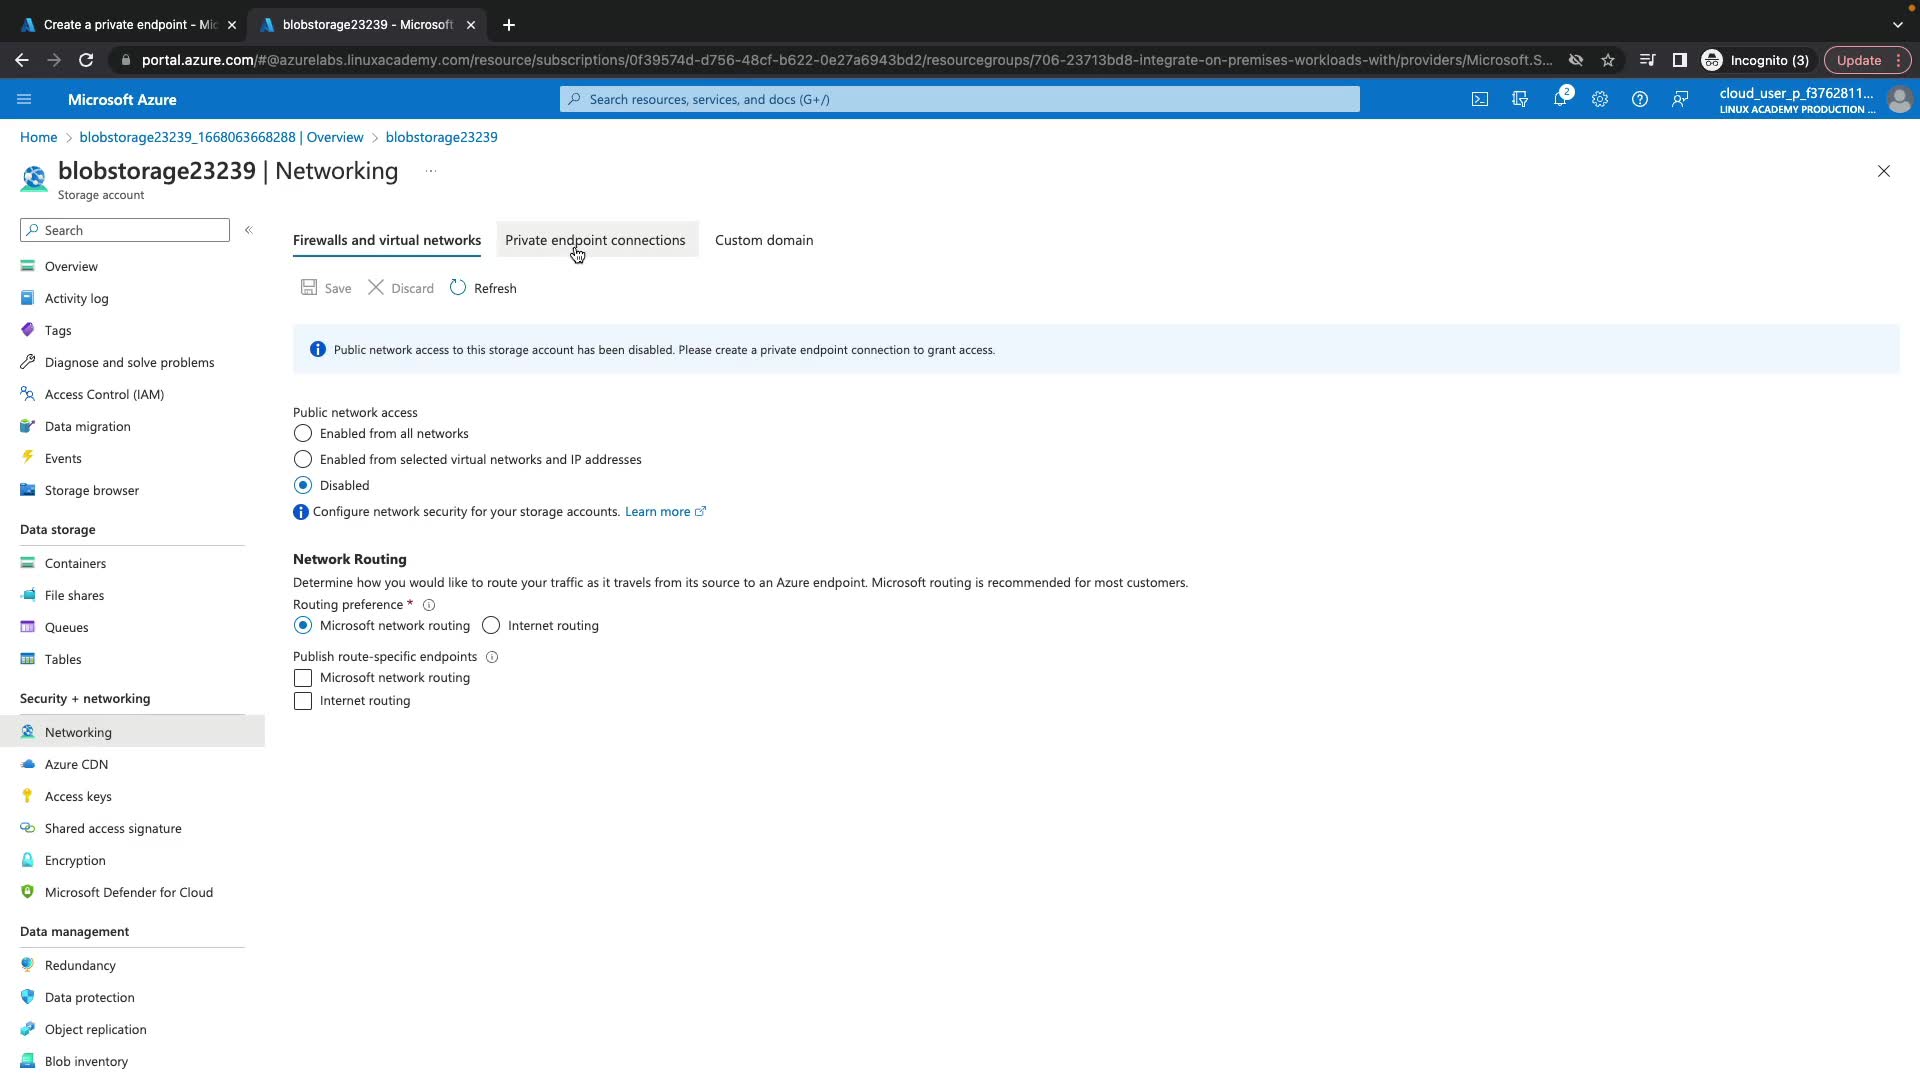 Create a private endpoint - Mic
blobstorage23239 - Microsoft
portal.azure.com/#@azurelabs.linuxacademy.com/resource/subscriptions/0f39574d-d756-48cf-b622-0e27a6943bd2/resourcegroups/706-23713bd8-integrate-on-premises-workloads-with/providers/Microsoft.S...
Incognito (3)
Update
Microsoft Azure
Search resources, services, and docs (G+/)
2
cloud_user_p_f3762811...
LINUX ACADEMY PRODUCTION ...
Home > blobstorage23239_1668063668288 | Overview > blobstorage23239
blobstorage23239 | Networking ...
Storage account
Search
«
Overview
Activity log
Tags
Diagnose and solve problems
Access Control (IAM)
Data migration
Events
Storage browser
Data storage
Containers
File shares
Queues
Tables
Security + networking
Networking
Azure CDN
Access keys
Shared access signature
Encryption
Microsoft Defender for Cloud
Data management
Redundancy
Data protection
Object replication
Blob inventory
Firewalls and virtual networks
Private endpoint connections
Custom domain
Save
Discard
Refresh
Public network access to this storage account has been disabled. Please create a private endpoint connection to grant access.
Public network access
Enabled from all networks
Enabled from selected virtual networks and IP addresses
Disabled
Configure network security for your storage accounts. Learn more
Network Routing
Determine how you would like to route your traffic as it travels from its source to an Azure endpoint. Microsoft routing is recommended for most customers.
Routing preference *
Microsoft network routing
Internet routing
Publish route-specific endpoints
Microsoft network routing
Internet routing